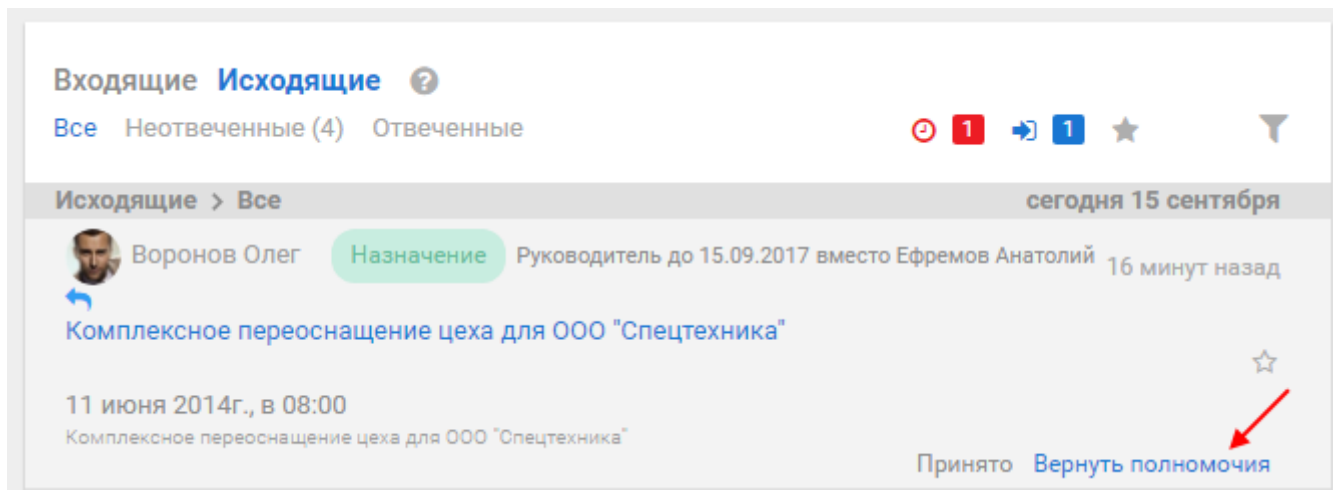 Входящие Исходящие ?
Все Неотвеченные (4) Отвеченные 1 1
Исходящие > Все сегодня 15 сентября
Воронов Олег Назначение Руководитель до 15.09.2017 вместо Ефремов Анатолий 16 минут назад
Комплексное переоснащение цеха для ООО "Спецтехника"
11 июня 2014г., в 08:00
Комплексное переоснащение цеха для ООО "Спецтехника"
Принято Вернуть полномочия